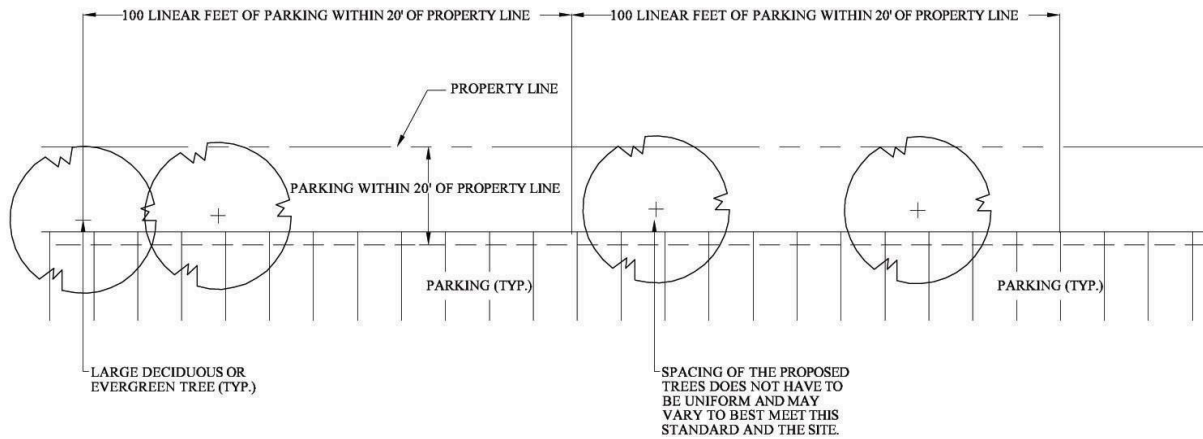 100 LINEAR FEET OF PARKING WITHIN 20' OF PROPERTY LINE
100 LINEAR FEET OF PARKING WITHIN 20' OF PROPERTY LINE
PROPERTY LINE
PARKING WITHIN 20' OF PROPERTY LINE
PARKING (TYP.)
PARKING (TYP.)
LARGE DECIDUOUS OR
EVERGREEN TREE (TYP.)
SPACING OF THE PROPOSED
TREES DOES NOT HAVE TO
BE UNIFORM AND MAY
VARY TO BEST MEET THIS
STANDARD AND THE SITE.